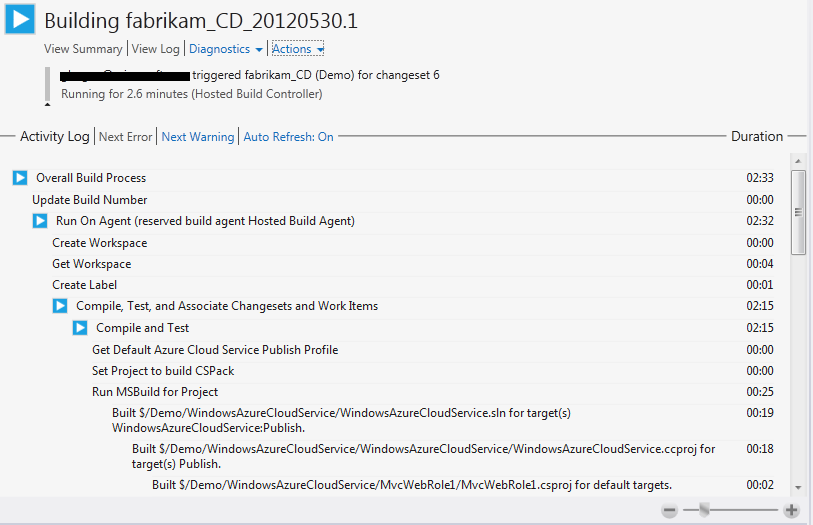 Building fabrikam_CD_20120530.1
View Summary | View Log | Diagnostics | Actions
triggered fabrikam_CD (Demo) for changeset 6
Running for 2.6 minutes (Hosted Build Controller)
Activity Log | Next Error | Next Warning | Auto Refresh: On Duration
Overall Build Process 02:33
Update Build Number 00:00
Run On Agent (reserved build agent Hosted Build Agent) 02:32
Create Workspace 00:00
Get Workspace 00:04
Create Label 00:01
Compile, Test, and Associate Changesets and Work Items 02:15
Compile and Test 02:15
Get Default Azure Cloud Service Publish Profile 00:00
Set Project to build CSPack 00:00
Run MSBuild for Project 00:25
Built $/Demo/WindowsAzureCloudService/WindowsAzureCloudService.sln for target(s) 00:19
WindowsAzureCloudService:Publish.
Built $/Demo/WindowsAzureCloudService/WindowsAzureCloudService/WindowsAzureCloudService.ccproj for 00:18
target(s) Publish.
Built $/Demo/WindowsAzureCloudService/MvcWebRole1/MvcWebRole1.csproj for default targets. 00:02